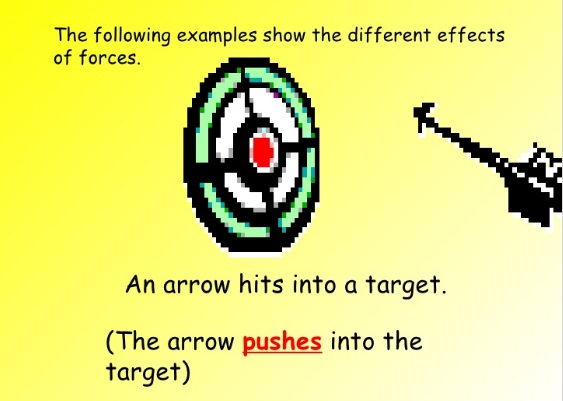 The following examples show the different effects
of forces.
An arrow hits into a target.
(The arrow pushes into the
target)